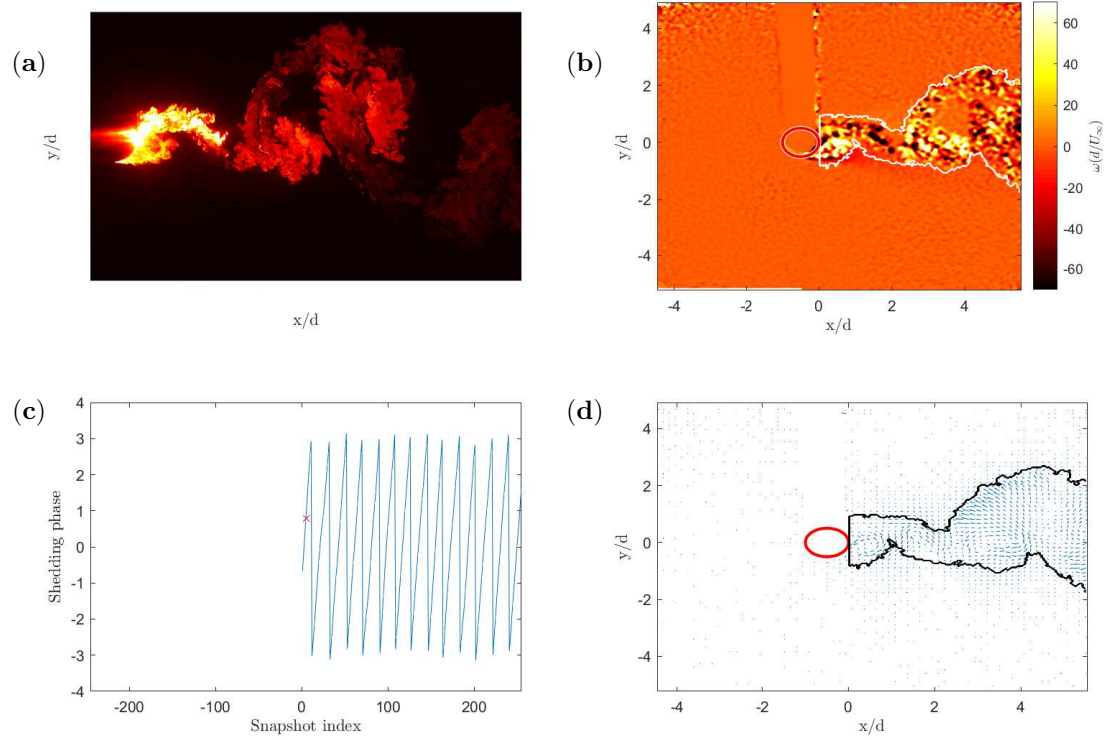 (a)
y/d
x/d
(b)
4
2
0
-2
-4
y/d
-4 -2 0 2 4
x/d
60
40
20
0
-20
-40
-60
ω(d/U∞)
(c)
4
3
2
1
0
-1
-2
-3
-4
Shedding phase
-200 -100 0 100 200
Snapshot index
(d)
4
2
0
-2
-4
y/d
-4 -2 0 2 4
x/d